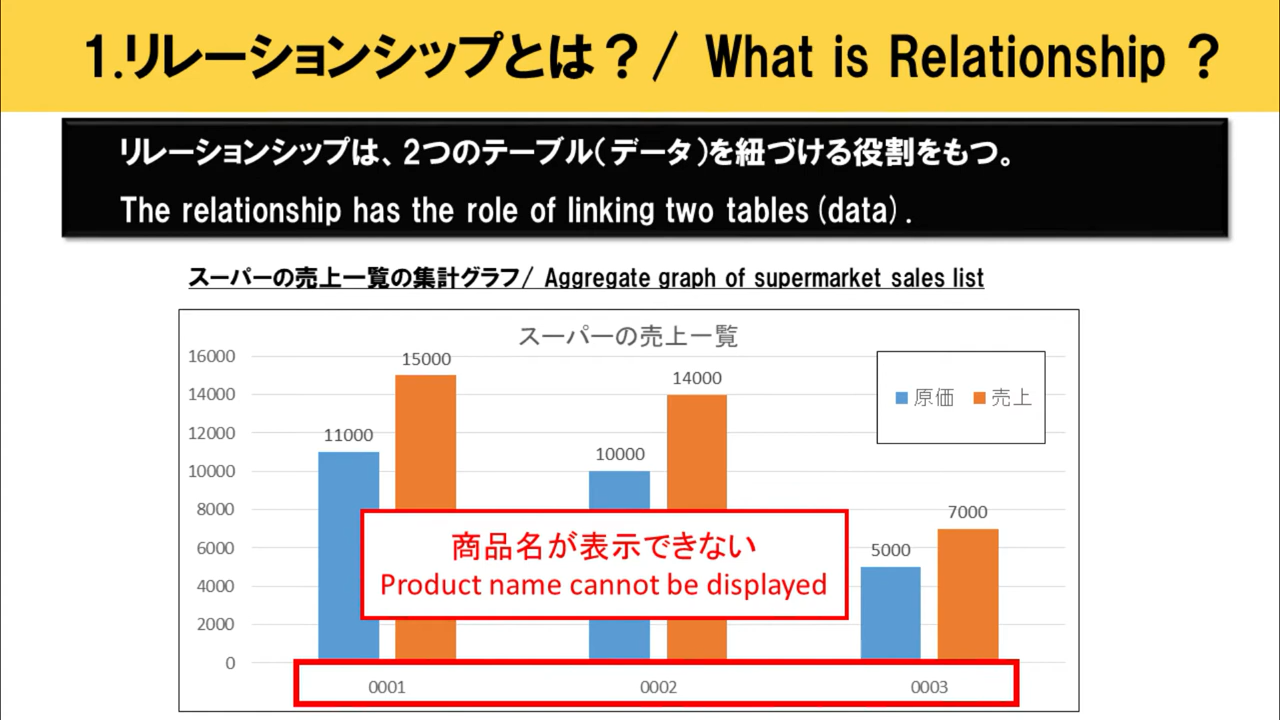 1.リレーションシップとは?/ What is Relationship ?
リレーションシップは、2つのテーブル(データ)を紐づける役割をもつ。
The relationship has the role of linking two tables(data).
スーパーの売上一覧の集計グラフ/ Aggregate graph of supermarket sales list
スーパーの売上一覧
16000
14000
12000
10000
8000
6000
4000
2000
0
11000
15000
10000
14000
5000
7000
原価 売上
商品名が表示できない
Product name cannot be displayed
0001 0002 0003